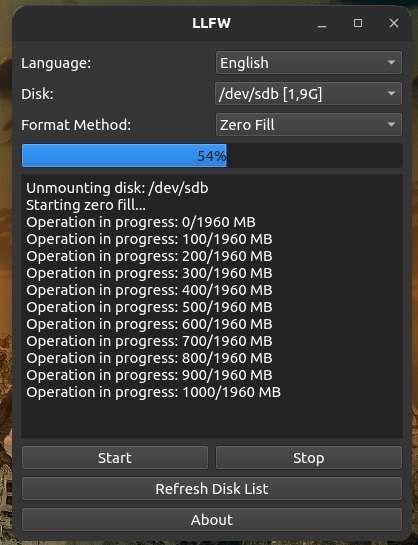 LLFW
Language: English
Disk: /dev/sdb [1,9G]
Format Method: Zero Fill
54%
Unmounting disk: /dev/sdb
Starting zero fill...
Operation in progress: 0/1960 MB
Operation in progress: 100/1960 MB
Operation in progress: 200/1960 MB
Operation in progress: 300/1960 MB
Operation in progress: 400/1960 MB
Operation in progress: 500/1960 MB
Operation in progress: 600/1960 MB
Operation in progress: 700/1960 MB
Operation in progress: 800/1960 MB
Operation in progress: 900/1960 MB
Operation in progress: 1000/1960 MB
Start Stop
Refresh Disk List
About